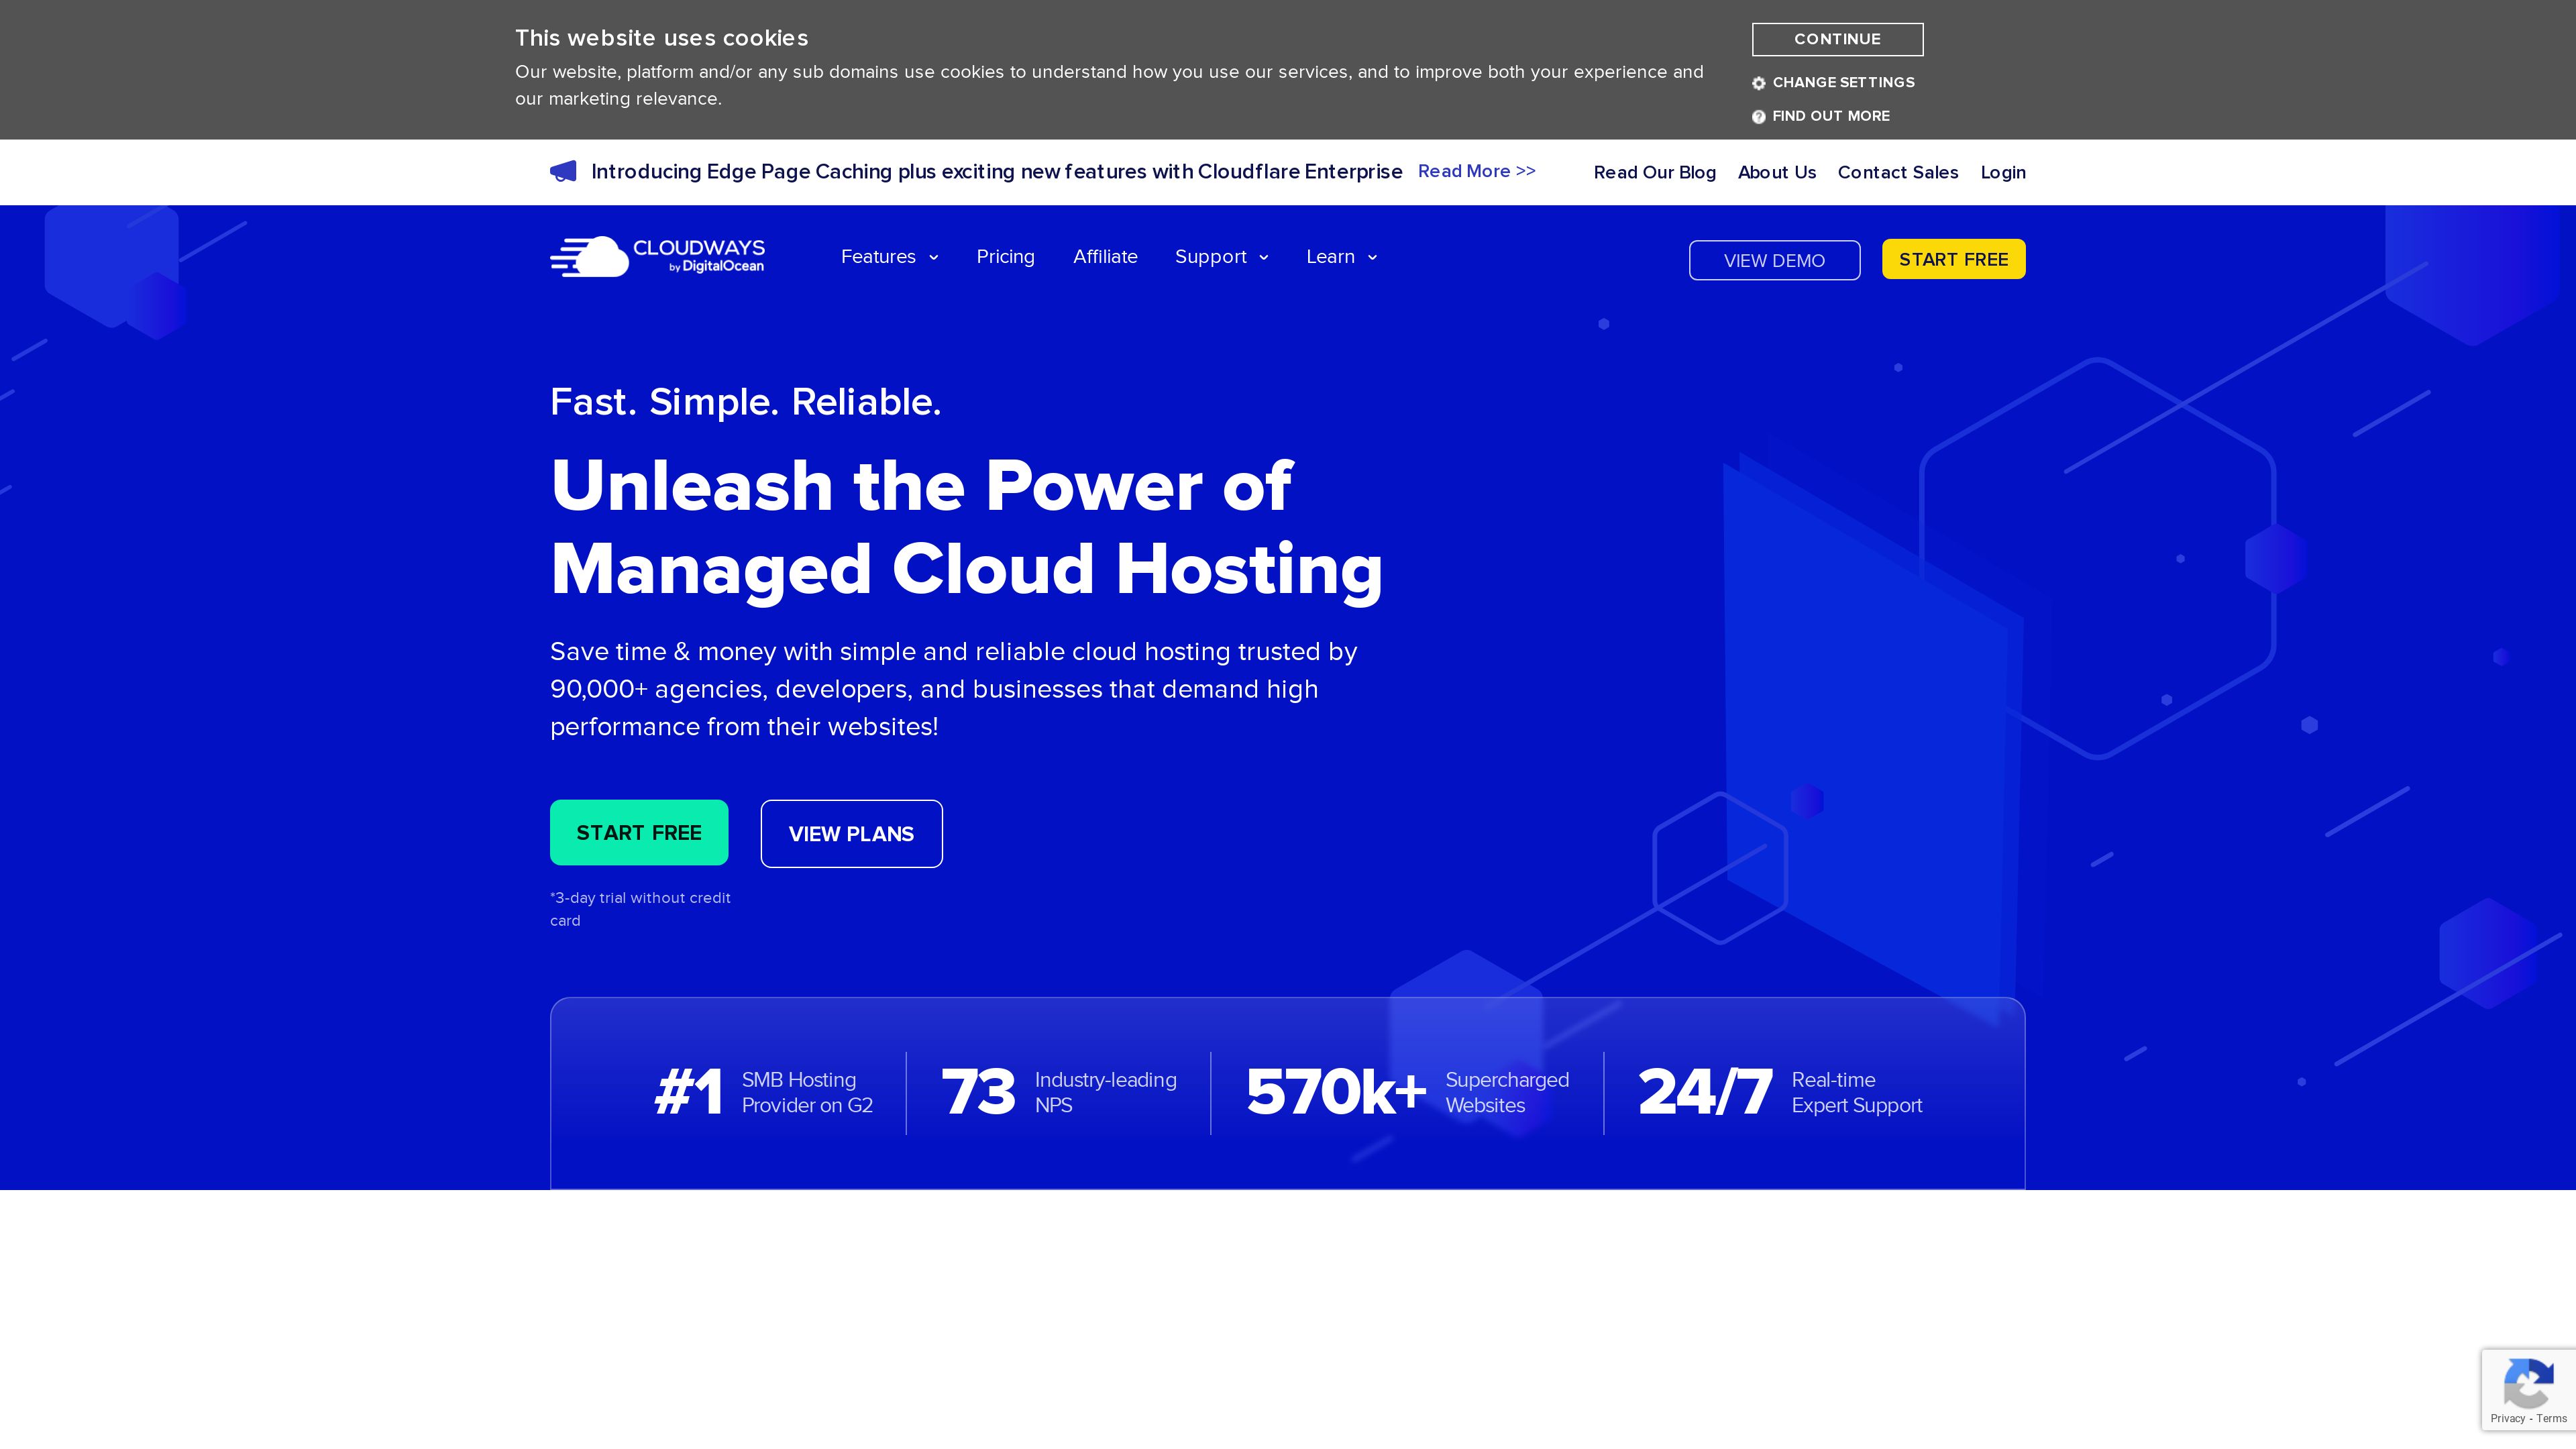 This website uses cookies
CONTINUE
Our website, platform and/or any sub domains use cookies to understand how you use our services, and to improve both your experience and
our marketing relevance.
CHANGE SETTINGS
FIND OUT MORE
Introducing Edge Page Caching plus exciting new features with Cloudflare Enterprise Read More >>
Read Our Blog About Us Contact Sales Login
CLOUDWAYS
by DigitalOcean
Features Pricing Affiliate Support Learn
VIEW DEMO START FREE
Fast. Simple. Reliable.
Unleash the Power of
Managed Cloud Hosting
Save time & money with simple and reliable cloud hosting trusted by
90,000+ agencies, developers, and businesses that demand high
performance from their websites!
START FREE VIEW PLANS
*3-day trial without credit
card
#1 SMB Hosting
Provider on G2
73 Industry-leading
NPS
570k+ Supercharged
Websites
24/7 Real-time
Expert Support
Privacy - Terms